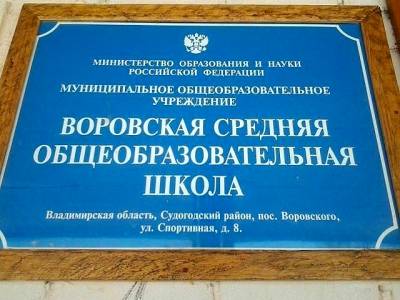 МИНИСТЕРСТВО ОБРАЗОВАНИЯ И НАУКИ
РОССИЙСКОЙ ФЕДЕРАЦИИ
МУНИЦИПАЛЬНОЕ ОБЩЕОБРАЗОВАТЕЛЬНОЕ
УЧРЕЖДЕНИЕ
ВОРОВСКАЯ СРЕДНЯЯ
ОБЩЕОБРАЗОВАТЕЛЬНАЯ
ШКОЛА
Владимирская область, Судогодский район, пос. Воровского,
ул. Спортивная, д. 8.